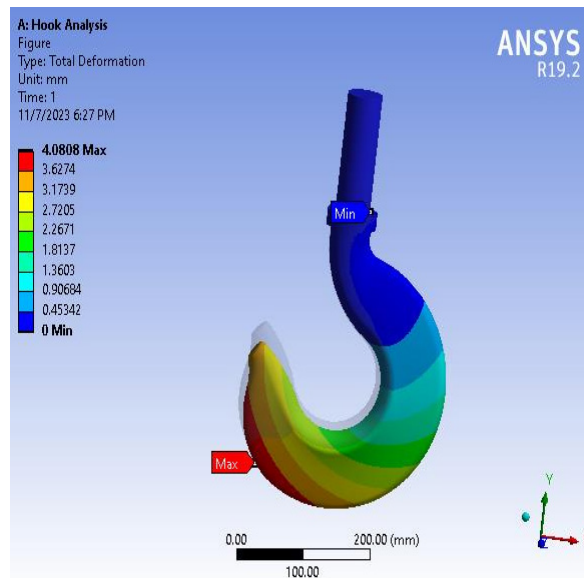 A: Hook Analysis
Figure
Type: Total Deformation
Unit: mm
Time: 1
11/7/2023 6:27 PM
ANSYS
R19.2
4.0808 Max
3.6274
3.1739
2.7205
2.2671
1.8137
1.3603
0.90684
0.45342
0 Min
Min
Max
0.00
200.00 (mm)
100.00
Y